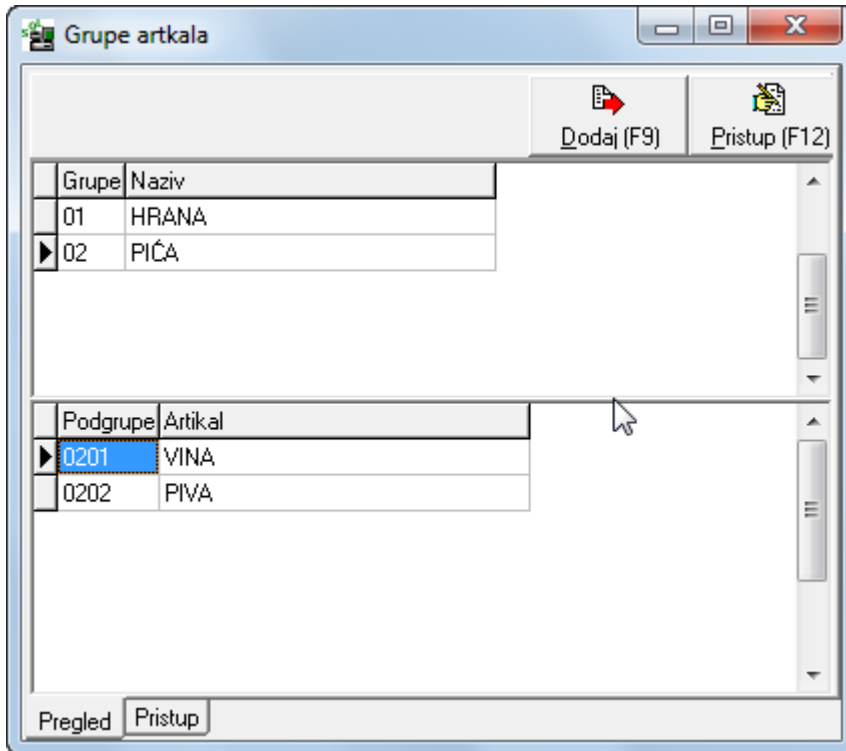 Grupe artkala
Dodaj (F9) Pristup (F12)
Grupe Naziv
01 HRANA
02 PIĆA
Podgrupe Artikal
0201 VINA
0202 PIVA
Pregled Pristup